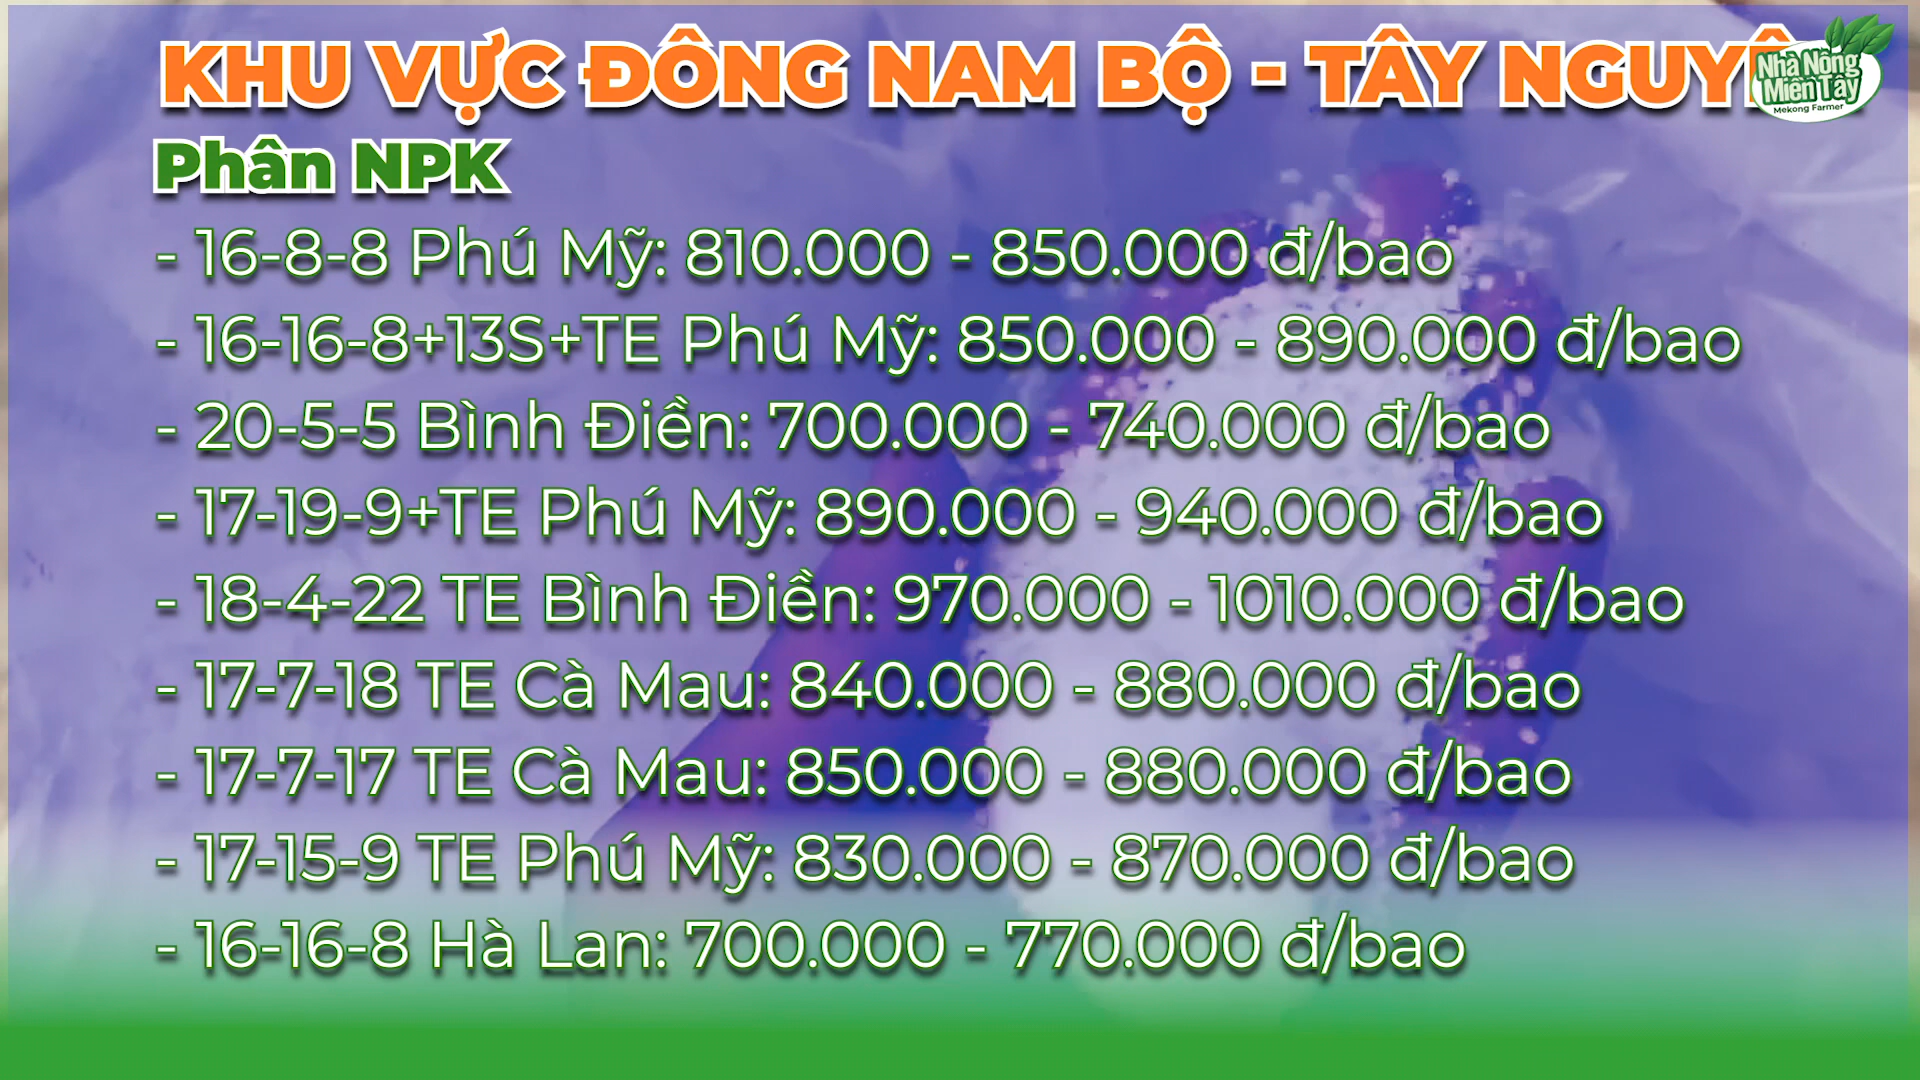 KHU VỰC ĐÔNG NAM BỘ - TÂY NGUYÊ
Nhà Nông
Miền Tây
Mekong Farmer
Phân NPK
- 16-8-8 Phú Mỹ: 810.000 - 850.000 đ/bao
- 16-16-8+13S+TE Phú Mỹ: 850.000 - 890.000 đ/bao
- 20-5-5 Bình Điền: 700.000 - 740.000 đ/bao
- 17-19-9+TE Phú Mỹ: 890.000 - 940.000 đ/bao
- 18-4-22 TE Bình Điền: 970.000 - 1010.000 đ/bao
- 17-7-18 TE Cà Mau: 840.000 - 880.000 đ/bao
- 17-7-17 TE Cà Mau: 850.000 - 880.000 đ/bao
- 17-15-9 TE Phú Mỹ: 830.000 - 870.000 đ/bao
- 16-16-8 Hà Lan: 700.000 - 770.000 đ/bao